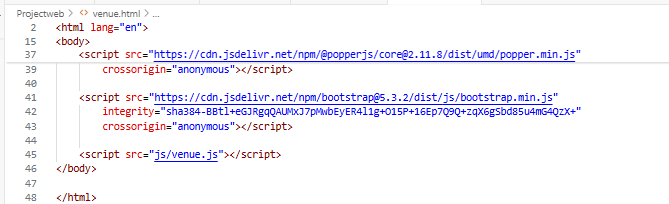 Projectweb > <> venue.html > ...
2 <html lang="en">
15 <body>
37 <script src="https://cdn.jsdelivr.net/npm/@popperjs/core@2.11.8/dist/umd/popper.min.js"
39 crossorigin="anonymous"></script>
40
41 <script src="https://cdn.jsdelivr.net/npm/bootstrap@5.3.2/dist/js/bootstrap.min.js"
42 integrity="sha384-BBtl+eGJRgqQAUMxJ7pMwbEyER4l1g+O15P+16Ep7Q9Q+zqX6gSbd85u4mG4QzX+"
43 crossorigin="anonymous"></script>
44
45 <script src="js/venue.js"></script>
46 </body>
47
48 </html>